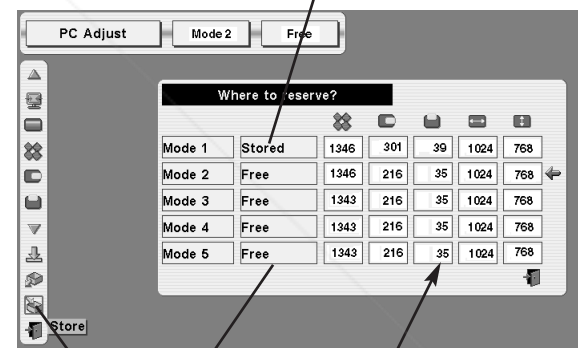 PC Adjust Mode 2 Free
Where to reserve?
Mode 1 Stored 1346 301 39 1024 768
Mode 2 Free 1346 216 35 1024 768
Mode 3 Free 1343 216 35 1024 768
Mode 4 Free 1343 216 35 1024 768
Mode 5 Free 1343 216 35 1024 768
Store